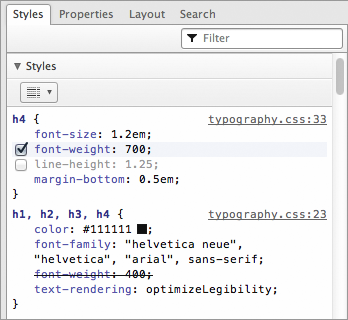 Styles Properties Layout Search
Filter
Styles
h4 { typography.css:33
font-size: 1.2em;
font-weight: 700;
line-height: 1.25;
margin-bottom: 0.5em;
}
h1, h2, h3, h4 { typography.css:23
color: #111111 ;
font-family: "helvetica neue",
"helvetica", "arial", sans-serif;
font-weight: 400;
text-rendering: optimizeLegibility;
}